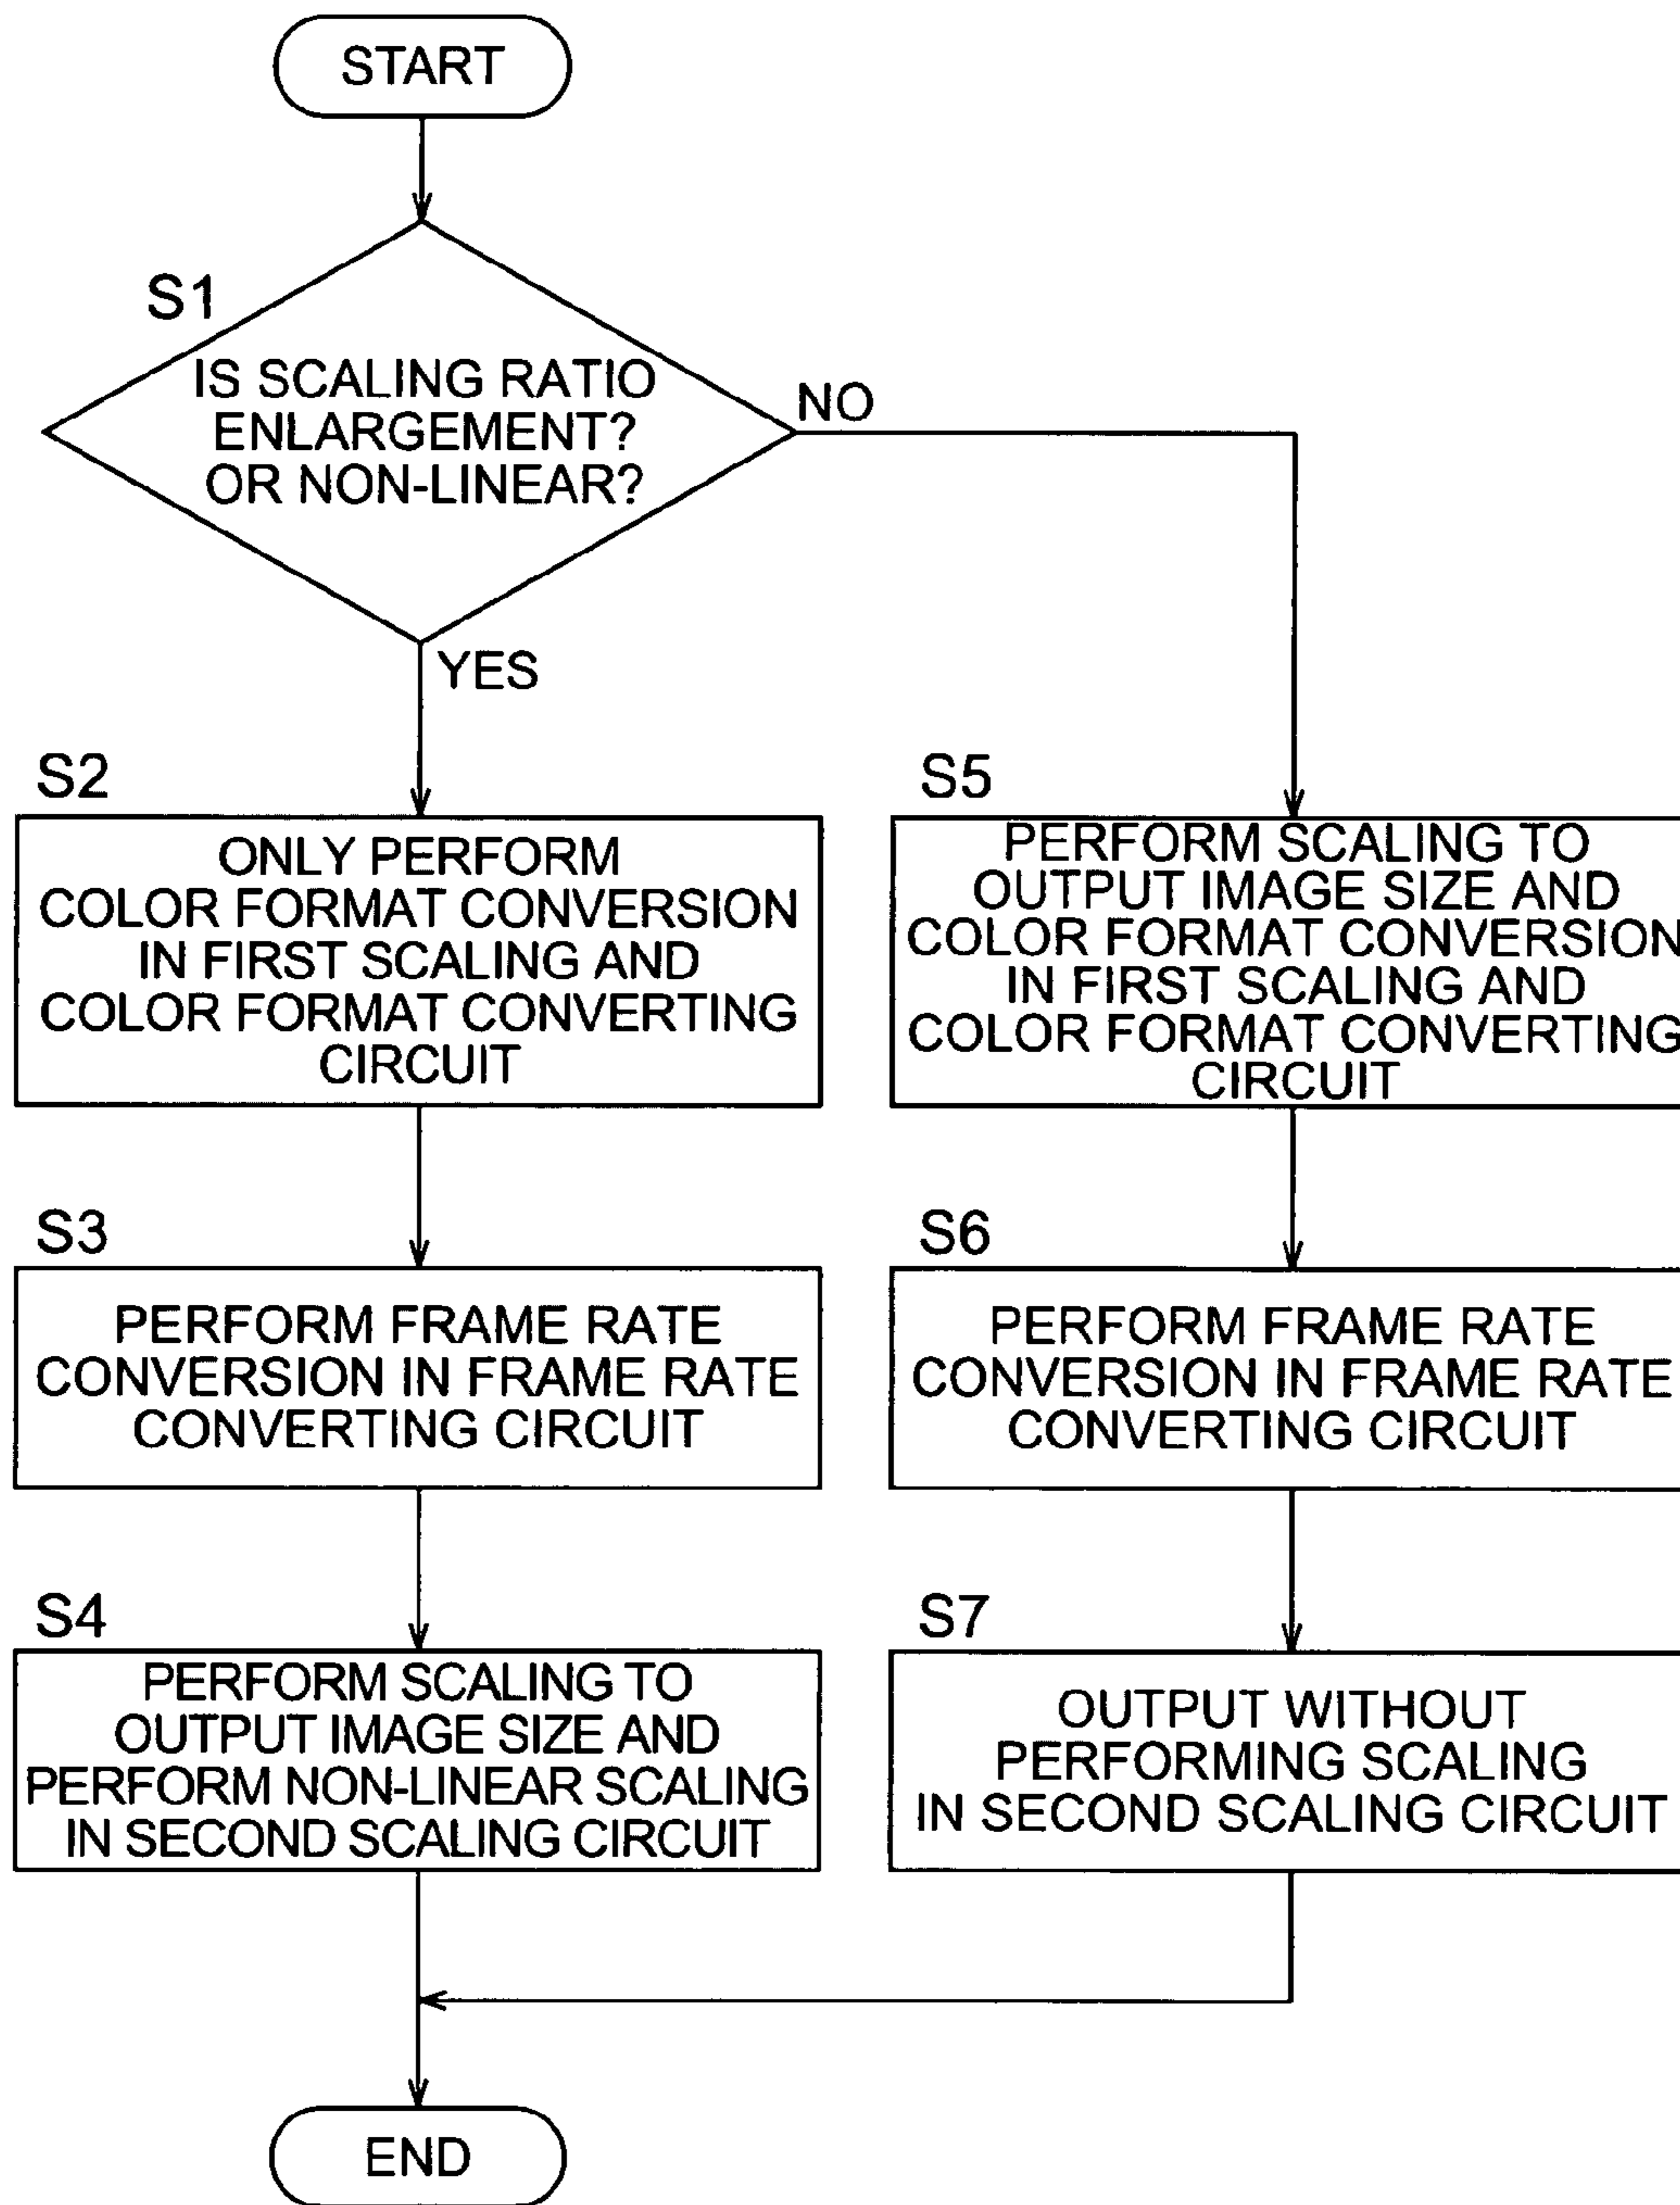 START
S1
IS SCALING RATIO
ENLARGEMENT?
OR NON-LINEAR?
NO
YES
S2
ONLY PERFORM
COLOR FORMAT CONVERSION
IN FIRST SCALING AND
COLOR FORMAT CONVERTING
CIRCUIT
S3
PERFORM FRAME RATE
CONVERSION IN FRAME RATE
CONVERTING CIRCUIT
S4
PERFORM SCALING TO
OUTPUT IMAGE SIZE AND
PERFORM NON-LINEAR SCALING
IN SECOND SCALING CIRCUIT
S5
PERFORM SCALING TO
OUTPUT IMAGE SIZE AND
COLOR FORMAT CONVERSION
IN FIRST SCALING AND
COLOR FORMAT CONVERTING
CIRCUIT
S6
PERFORM FRAME RATE
CONVERSION IN FRAME RATE
CONVERTING CIRCUIT
S7
OUTPUT WITHOUT
PERFORMING SCALING
IN SECOND SCALING CIRCUIT
END